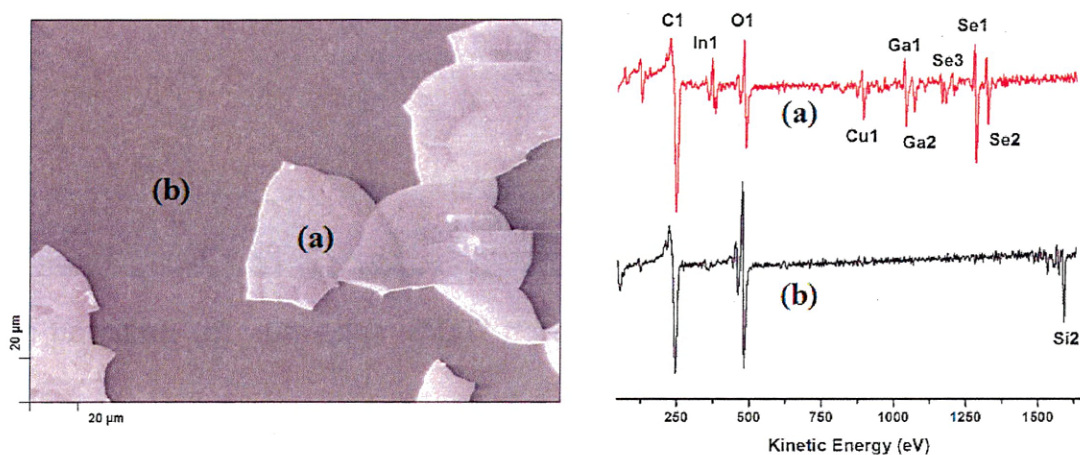 (b)
(a)
20 µm
20 µm
C1
In1
O1
Cu1
Ga1
Ga2
Se3
Se1
Se2
(a)
(b)
Si2
250
500
750
1000
1250
1500
Kinetic Energy (eV)